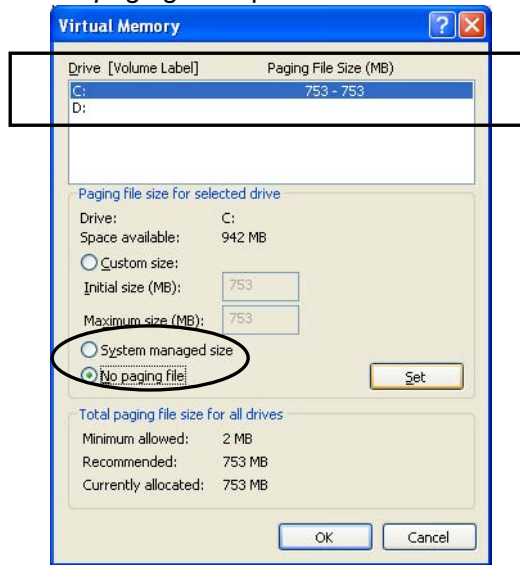 Virtual Memory
Drive [Volume Label] Paging File Size (MB)
C: 753 - 753
D:
Paging file size for selected drive
Drive: C:
Space available: 942 MB
Custom size:
Initial size (MB): 753
Maximum size (MB): 753
System managed size
No paging file
Set
Total paging file size for all drives
Minimum allowed: 2 MB
Recommended: 753 MB
Currently allocated: 753 MB
OK Cancel